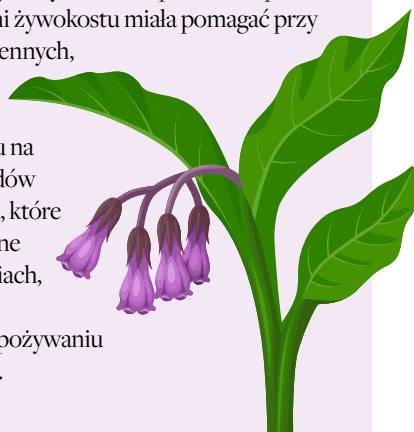 ni żywokostu miała pomagać przy
ennych,
u na
dów
, które
ne
iach,
pożywaniu
.